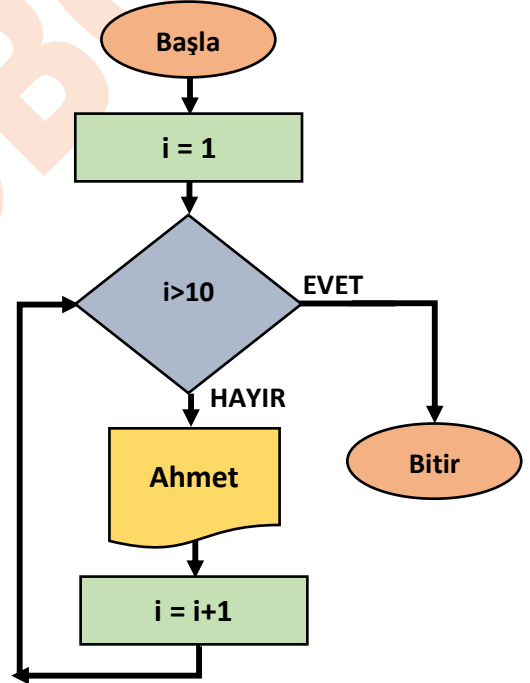 Başla
i = 1
i>10
EVET
HAYIR
Ahmet
Bitir
i = i+1